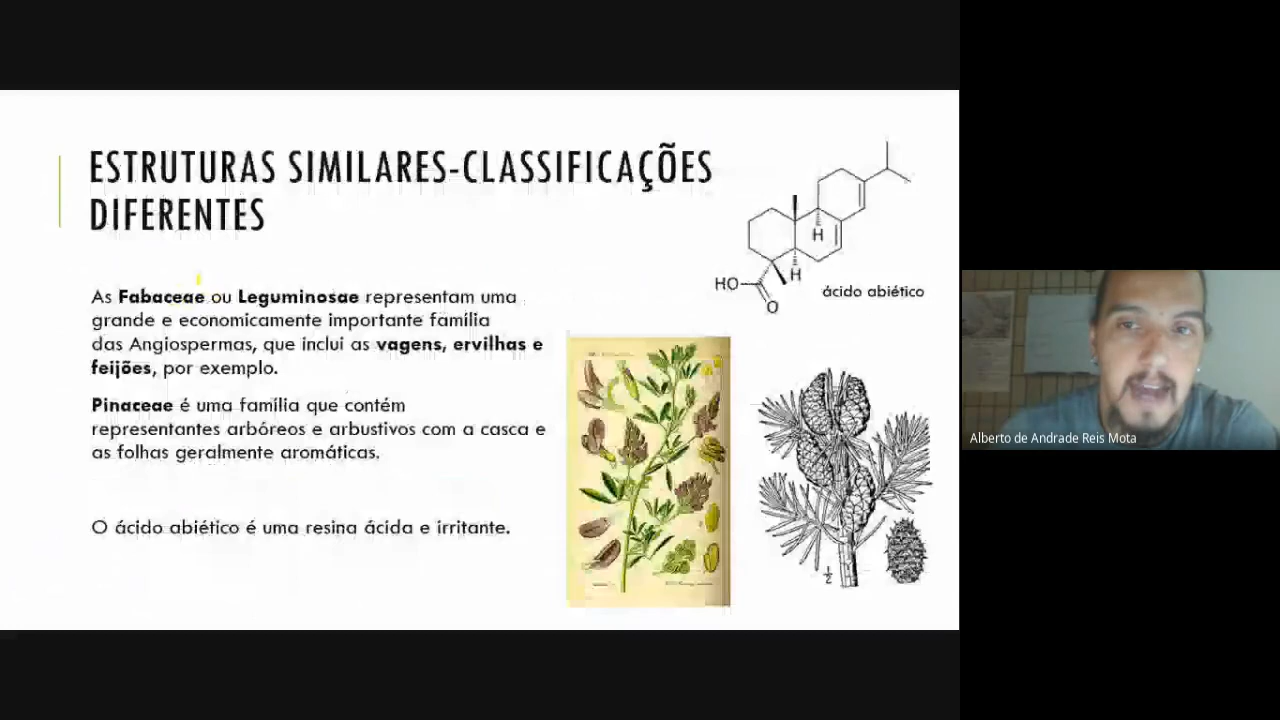 ESTRUTURAS SIMILARES-CLASSIFICAÇÕES
DIFERENTES
As Fabaceae ou Leguminosae representam uma
grande e economicamente importante família
das Angiospermas, que inclui as vagens, ervilhas e
feijões, por exemplo.
Pinaceae é uma família que contém
representantes arbóreos e arbustivos com a casca e
as folhas geralmente aromáticas.
O ácido abiético é uma resina ácida e irritante.
H
H
HO
O
ácido abiético
1/2
Alberto de Andrade Reis Mota